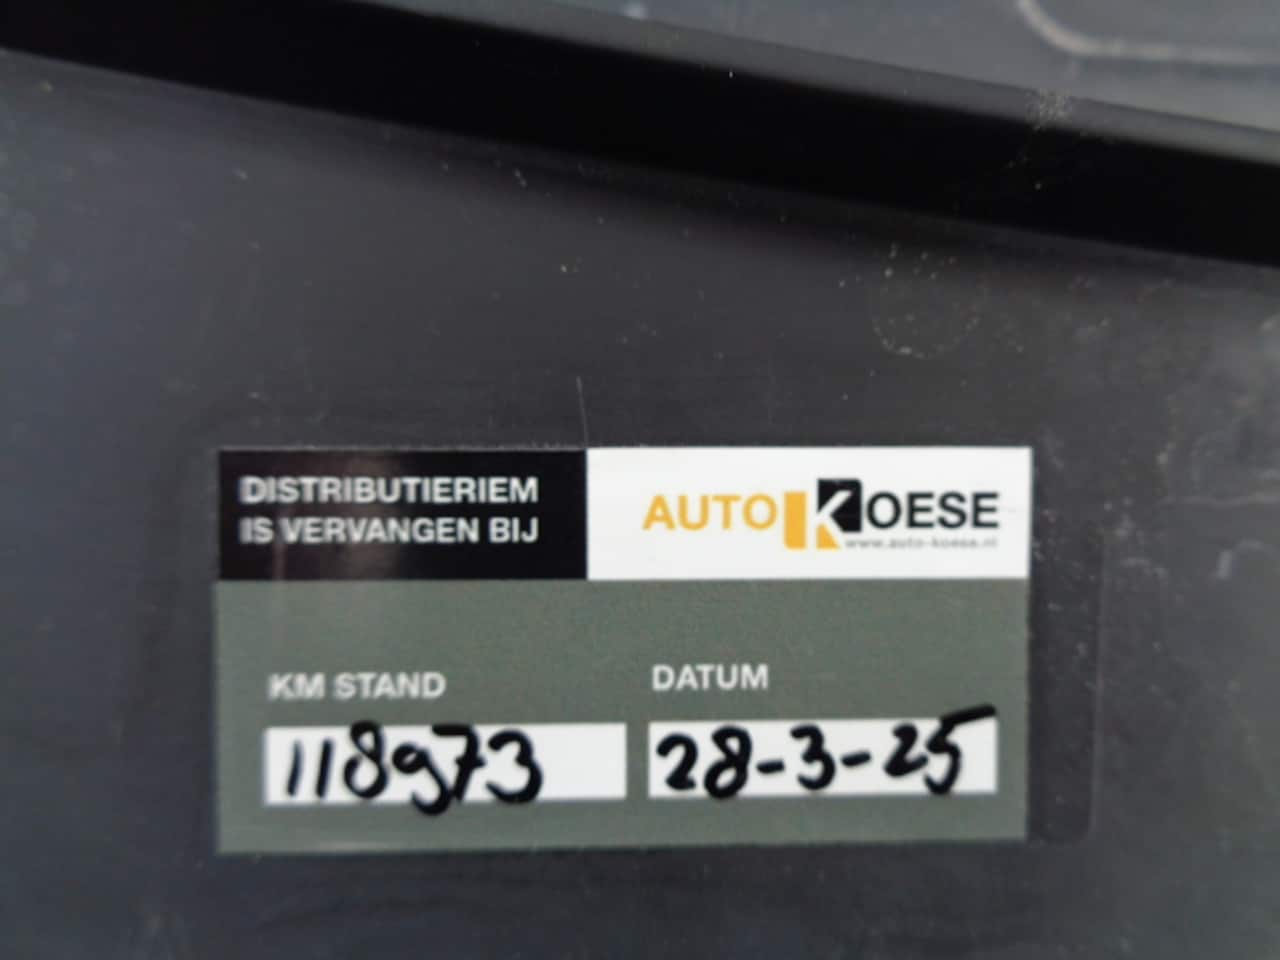 DISTRIBUTIERIEM
IS VERVANGEN BIJ
AUTO KOESE
www.auto-koese.nl
KM STAND
118973
DATUM
28-3-25